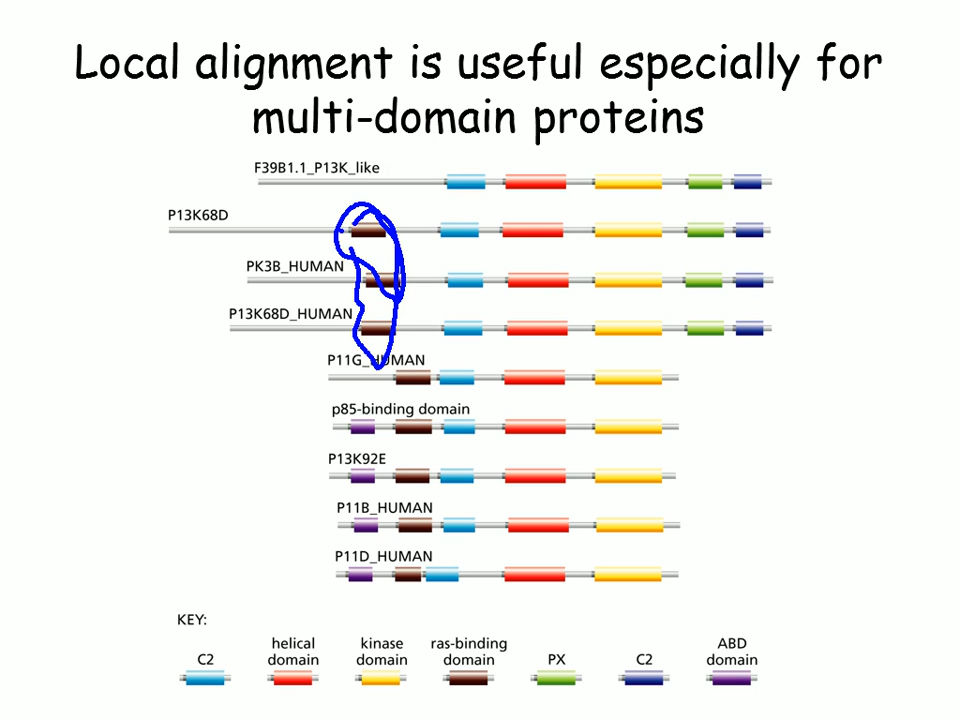 Local alignment is useful especially for
multi-domain proteins
F39B1.1_P13K_like
P13K68D
PK3B_HUMAN
P13K68D_HUMAN
P11G_HUMAN
p85-binding domain
P13K92E
P11B_HUMAN
P11D_HUMAN
KEY:
C2
helical
domain
kinase
domain
ras-binding
domain
PX
C2
ABD
domain